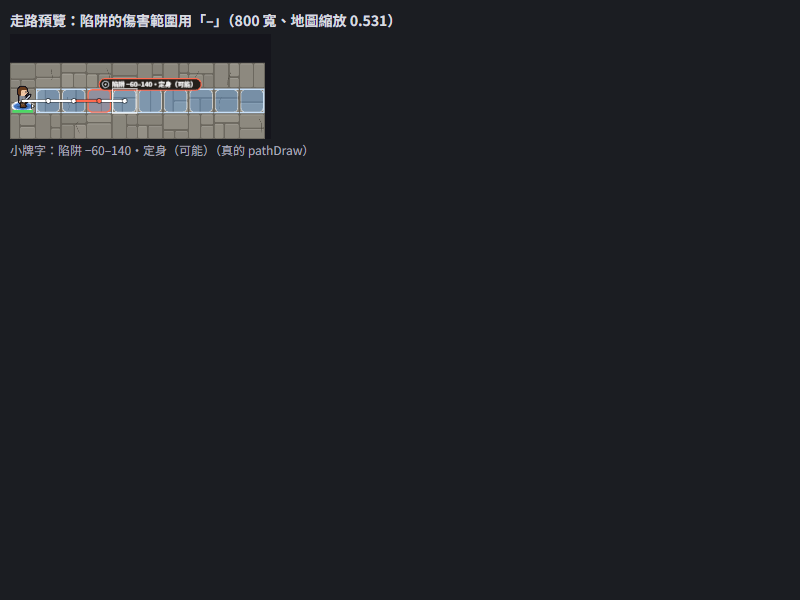 走路預覽：陷阱的傷害範圍用「–」（800 寬、地圖縮放 0.531）
陷阱 −60–140・定身（可能）
小牌字：陷阱 −60–140・定身（可能）（真的 pathDraw）